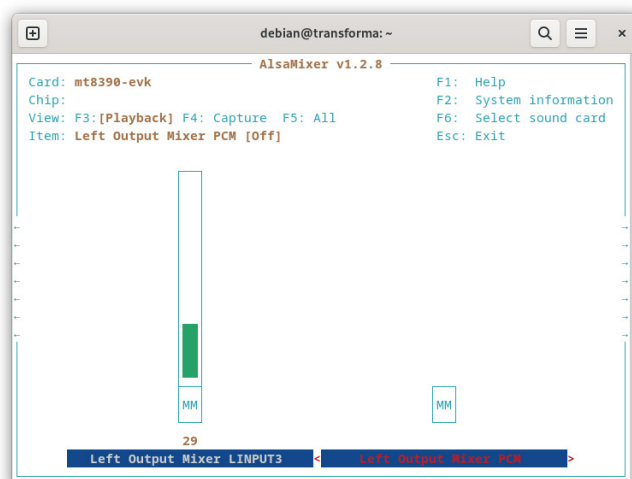 debian@transforma: ~
AlsaMixer v1.2.8
Card: mt8390-evk F1: Help
Chip: F2: System information
View: F3:[Playback] F4: Capture F5: All F6: Select sound card
Item: Left Output Mixer PCM [Off] Esc: Exit
MM MM
29
Left Output Mixer LINPUT3 < Left Output Mixer PCM >